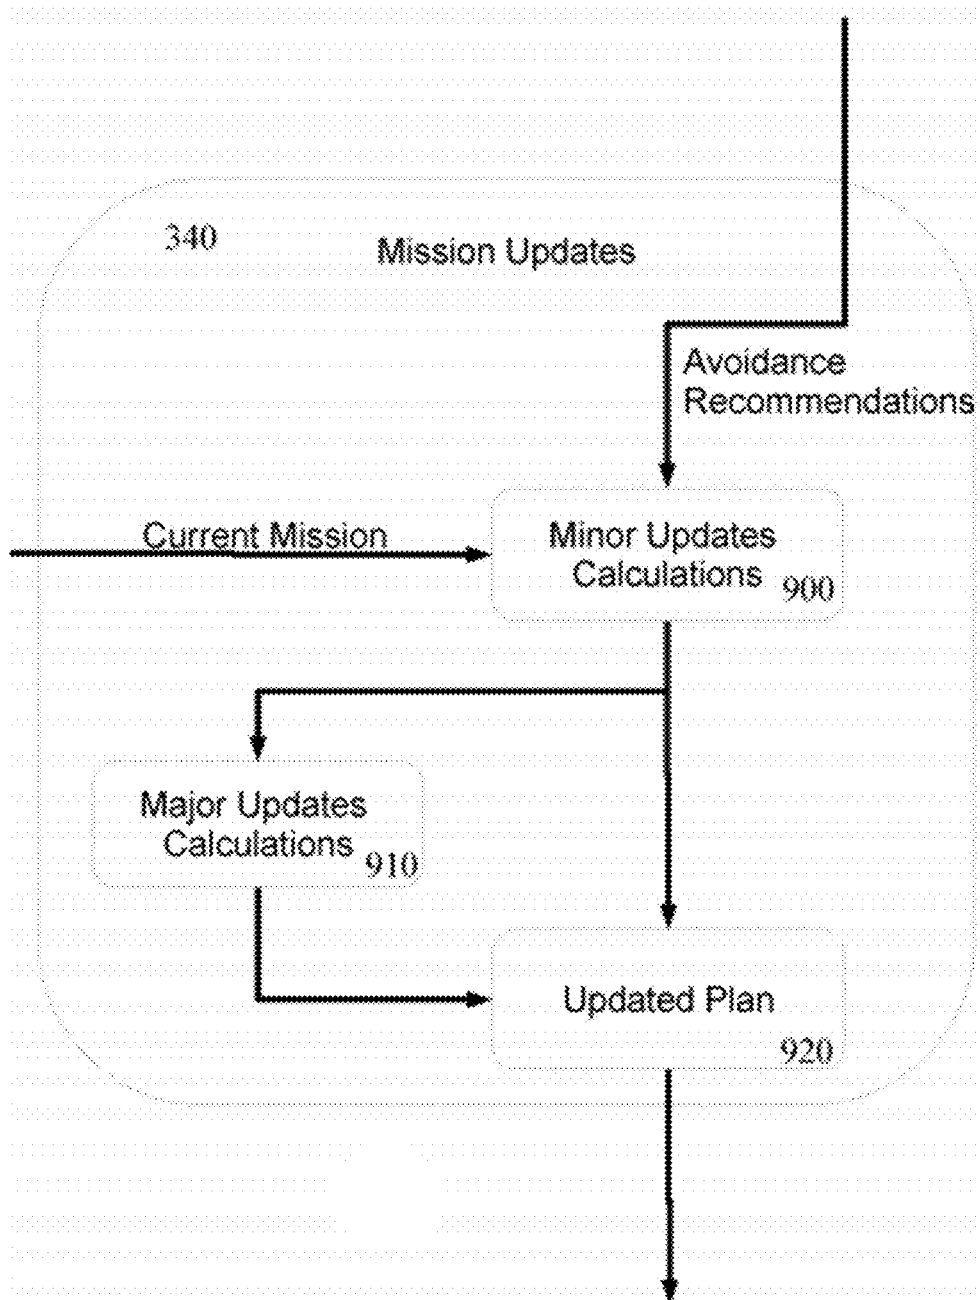 340
Mission Updates
Avoidance
Recommendations
Current Mission
Minor Updates
Calculations
900
Major Updates
Calculations
910
Updated Plan
920